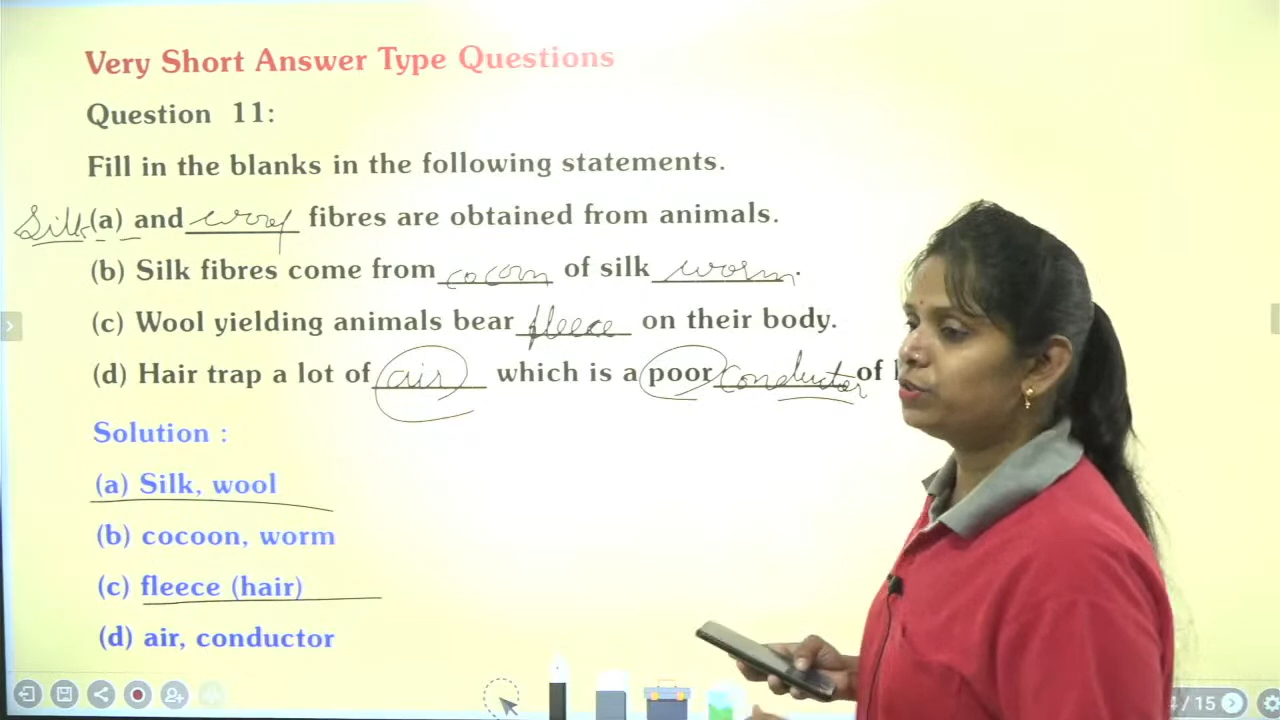 Very Short Answer Type Questions
Question 11:
Fill in the blanks in the following statements.
Silk (a) and wool fibres are obtained from animals.
(b) Silk fibres come from cocoon of silk worm.
(c) Wool yielding animals bear fleece on their body.
(d) Hair trap a lot of air which is a poor conductor of
Solution :
(a) Silk, wool
(b) cocoon, worm
(c) fleece (hair)
(d) air, conductor
/ 15